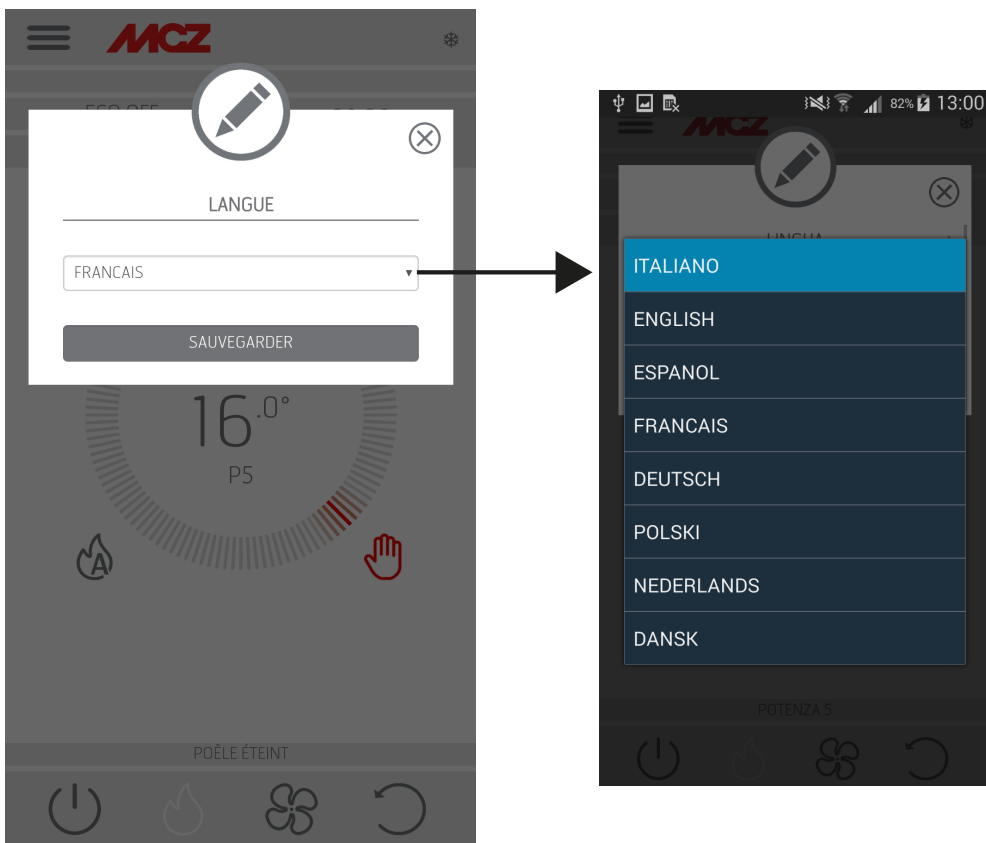 MCZ
LANGUE
FRANCAIS
SAUVEGARDER
16.0°
P5
A
POÊLE ÉTEINT
82% 13:00
MCZ
LINGUA
ITALIANO
ENGLISH
ESPANOL
FRANCAIS
DEUTSCH
POLSKI
NEDERLANDS
DANSK
POTENZA 5